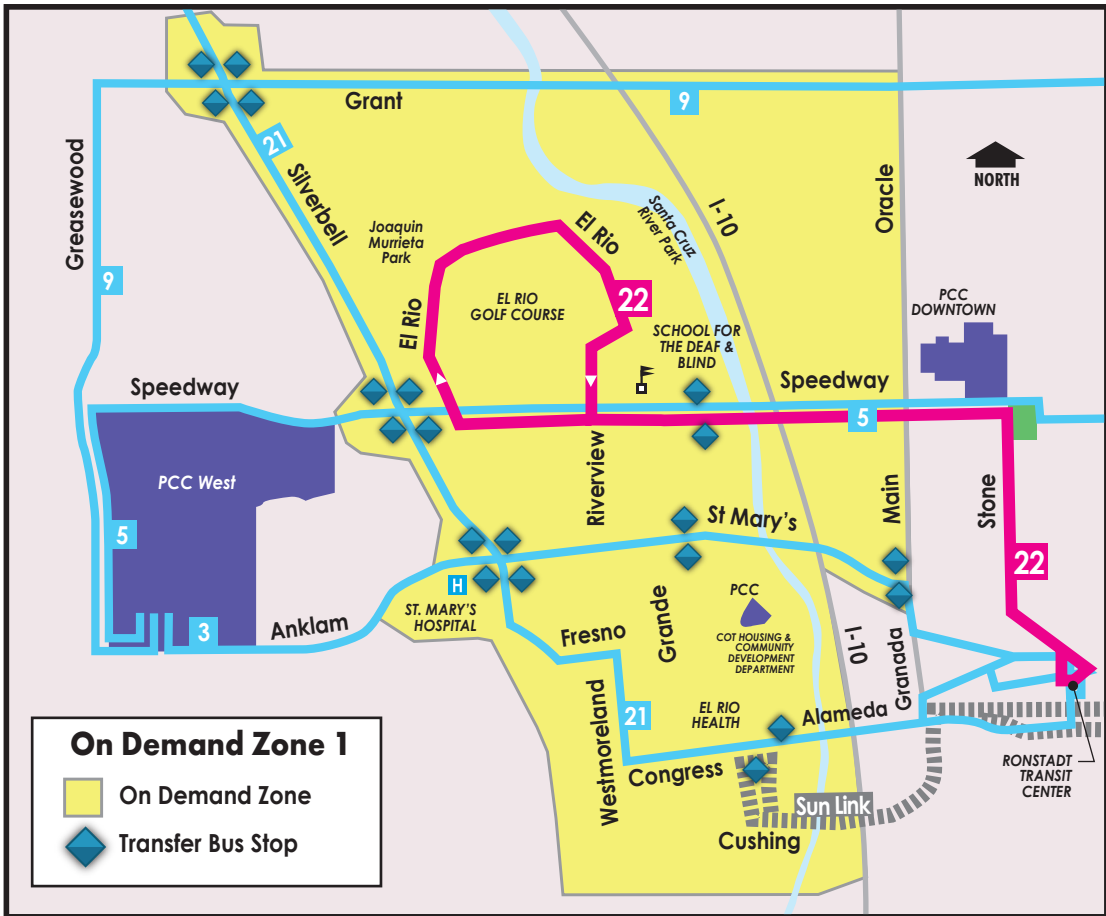 Grant
9
21
Silverbell
Greasewood
9
Joaquin
Murrieta
Park
El Rio
El Rio
EL RIO
GOLF COURSE
22
Santa Cruz
River Park
I-10
Oracle
NORTH
PCC
DOWNTOWN
SCHOOL FOR
THE DEAF &
BLIND
Speedway
Speedway
5
PCC West
Riverview
Main
Stone
St Mary's
22
5
H
ST. MARY'S
HOSPITAL
3
Anklam
Fresno
Grande
PCC
COT HOUSING &
COMMUNITY
DEVELOPMENT
DEPARTMENT
I-10
Granada
Westmoreland
21
EL RIO
HEALTH
Alameda
Congress
Sun Link
Cushing
RONSTADT
TRANSIT
CENTER
On Demand Zone 1
On Demand Zone
Transfer Bus Stop